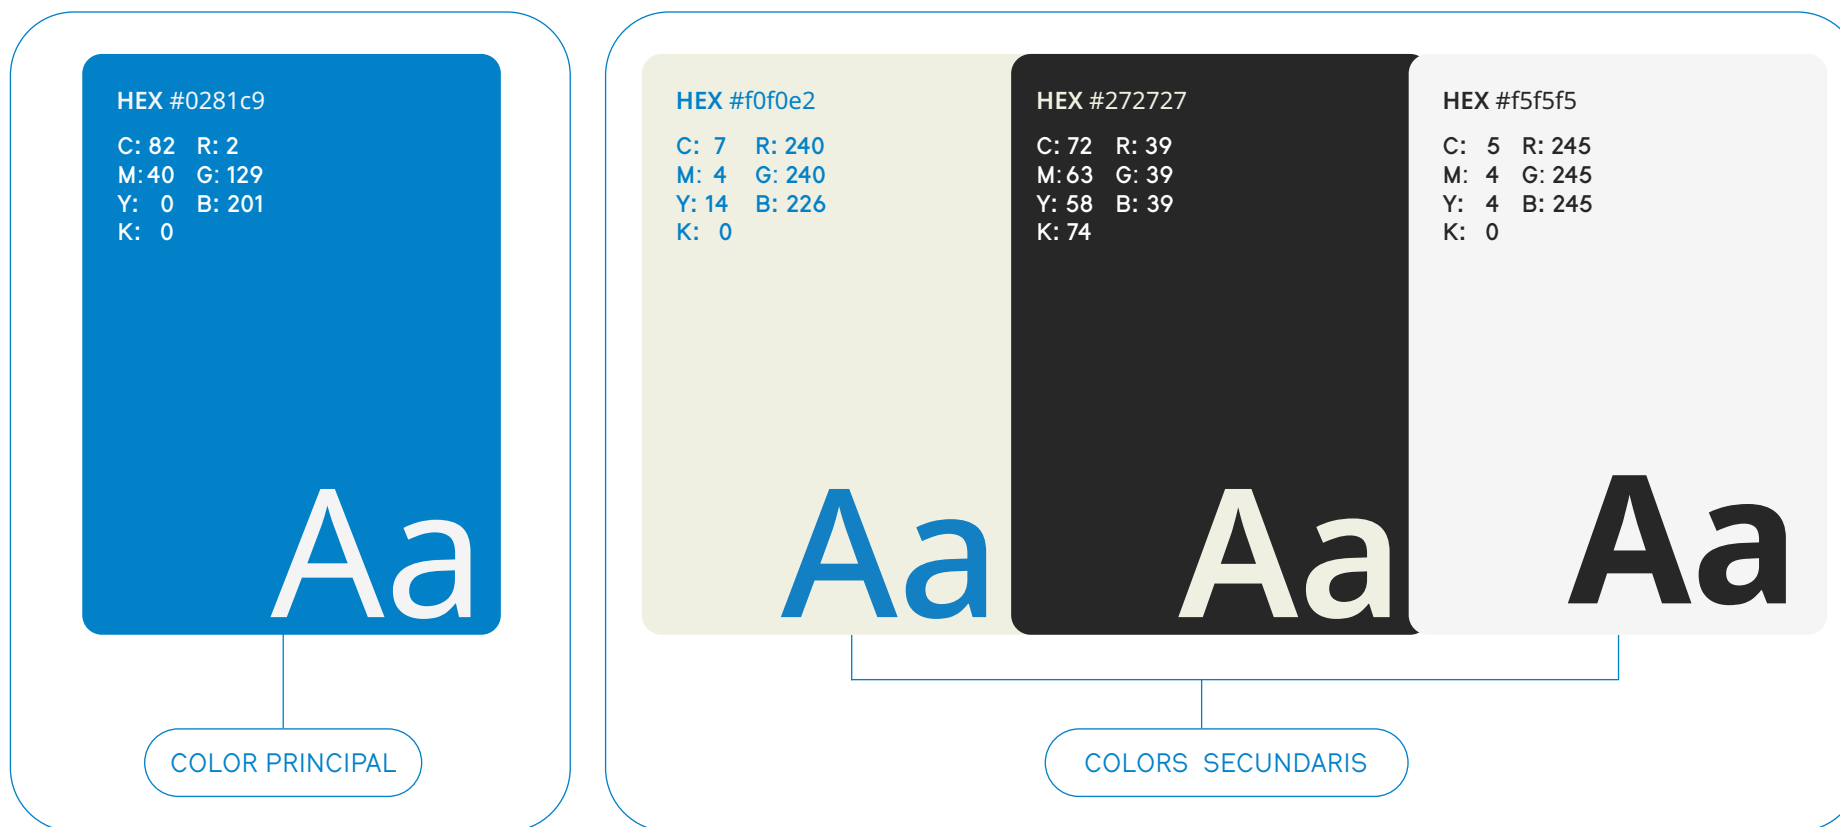 HEX #0281c9
C: 82 R: 2
M: 40 G: 129
Y: 0 B: 201
K: 0
Aa
COLOR PRINCIPAL
HEX #f0f0e2
C: 7 R: 240
M: 4 G: 240
Y: 14 B: 226
K: 0
Aa
HEX #272727
C: 72 R: 39
M: 63 G: 39
Y: 58 B: 39
K: 74
Aa
HEX #f5f5f5
C: 5 R: 245
M: 4 G: 245
Y: 4 B: 245
K: 0
Aa
COLORS SECUNDARIS